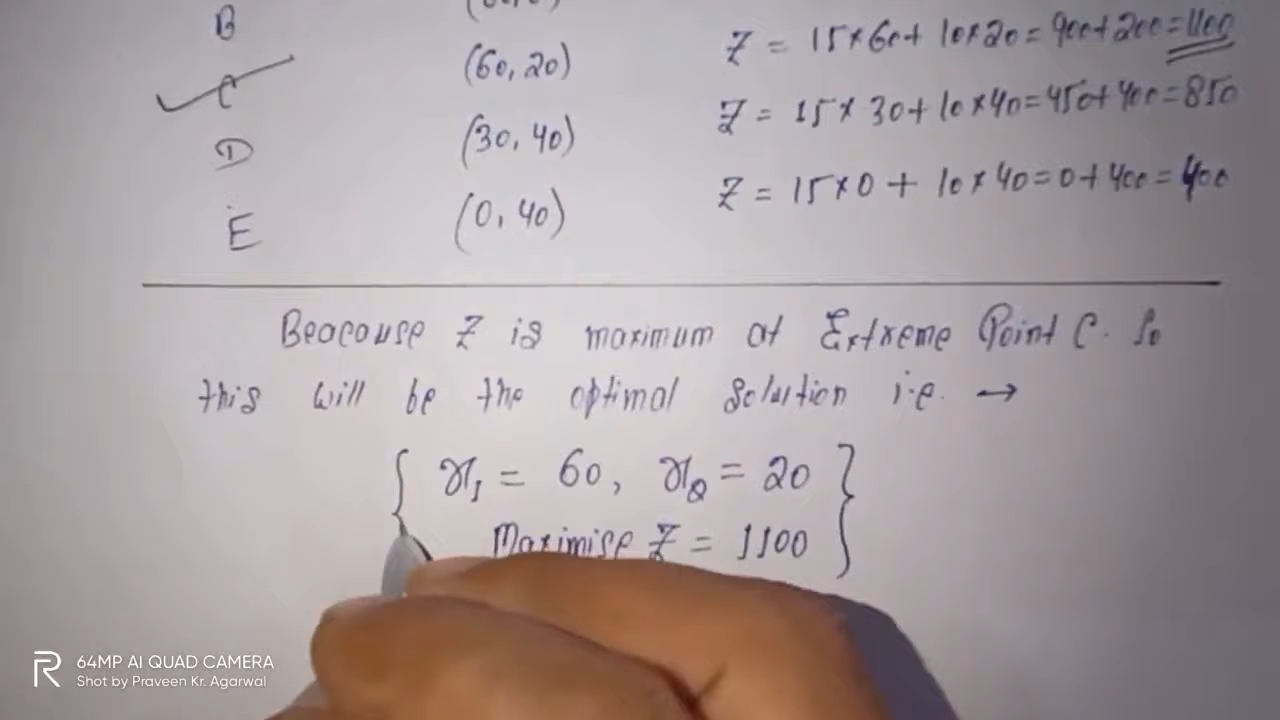 B
C (60, 20) Z = 15×60+ 10×20 = 900+200 = 1100
D (30, 40) Z = 15× 30+ 10×40=450+400=850
E (0, 40) Z = 15×0 + 10×40=0+400=400
Beacouse Z is maximum at Extreme Point C. So
this will be the optimal solution i.e. →
{ x₁ = 60, x₂ = 20 }
Maximise Z = 1100
64MP AI QUAD CAMERA
Shot by Praveen Kr. Agarwal